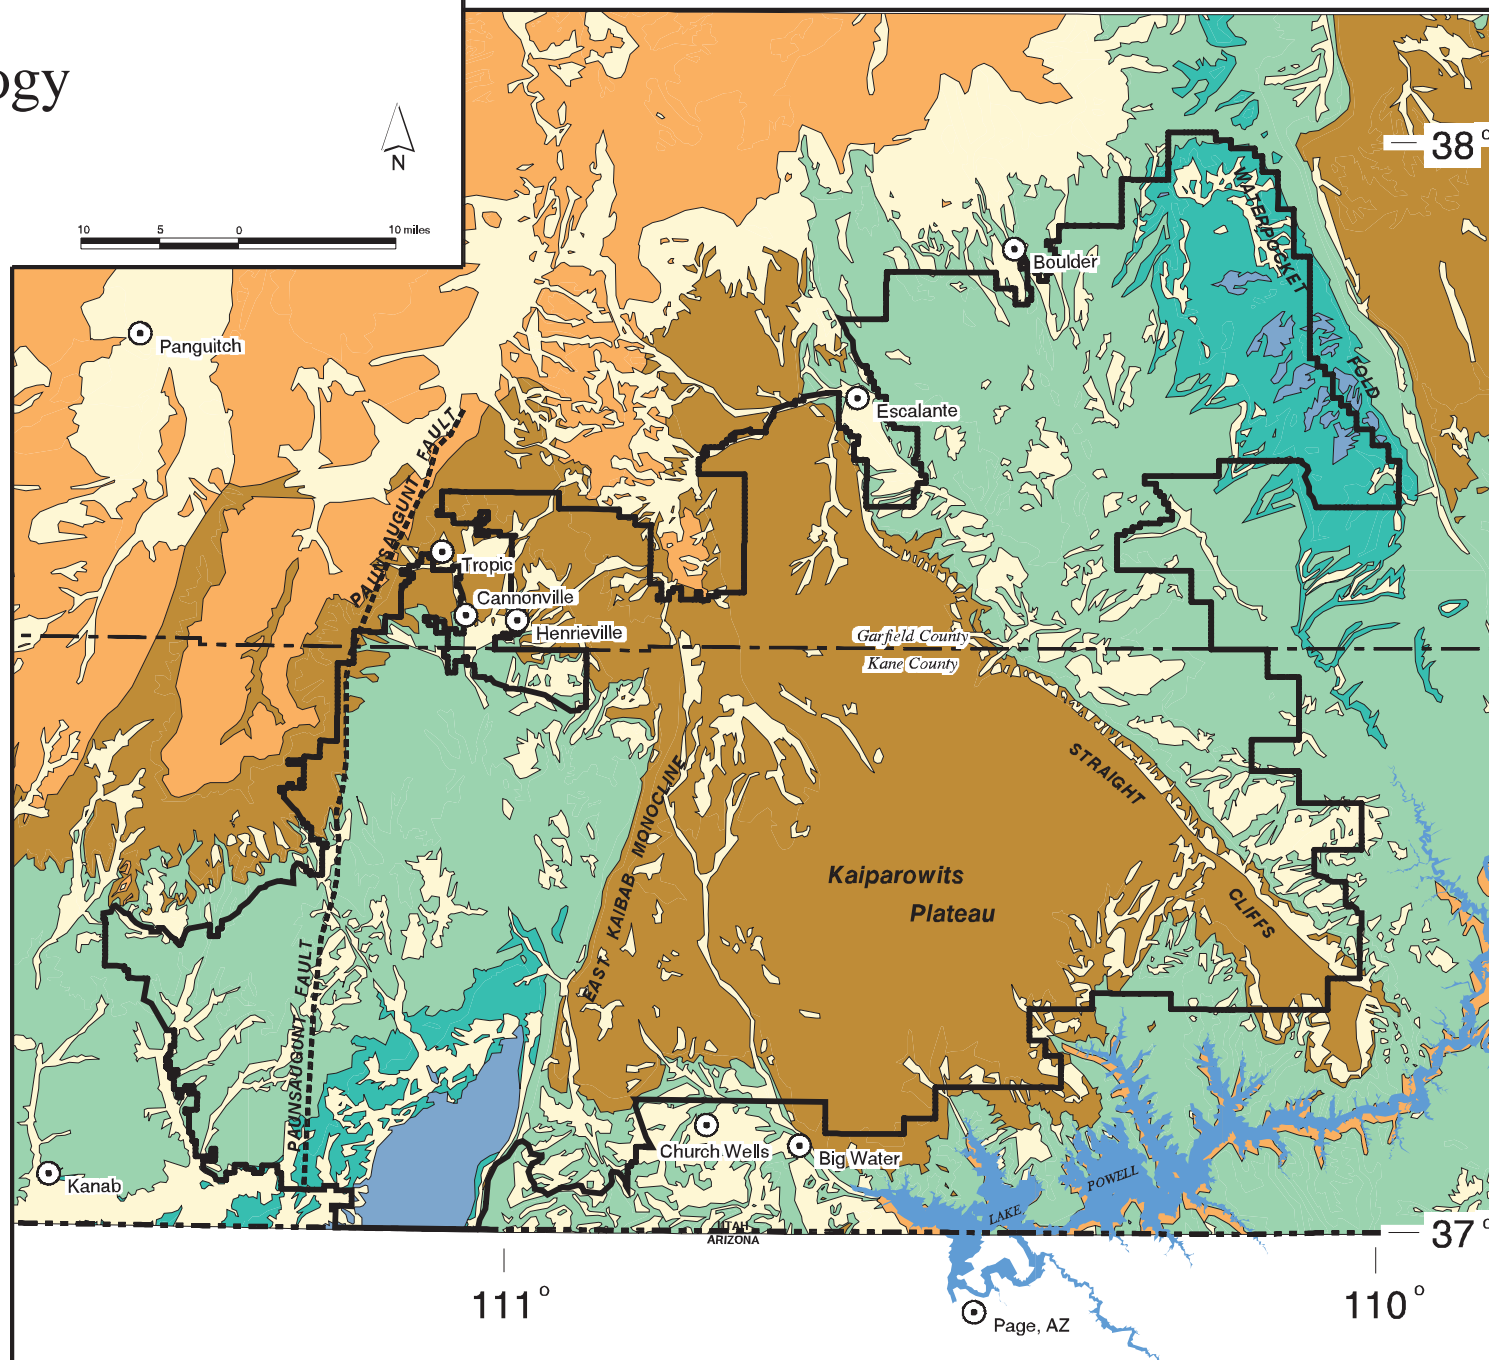 ogy
N
10 5 0 10 miles
38°
WATERPOCKET
FOLD
Boulder
Panguitch
Escalante
PAUNSAUGUNT FAULT
Tropic
Cannonville
Henrieville
Garfield County
Kane County
STRAIGHT
CLIFFS
EAST KAIBAB MONOCLINE
Kaiparowits
Plateau
PAUNSAUGUNT FAULT
Kanab
Church Wells
Big Water
LAKE
POWELL
UTAH
ARIZONA
37°
111°
110°
Page, AZ